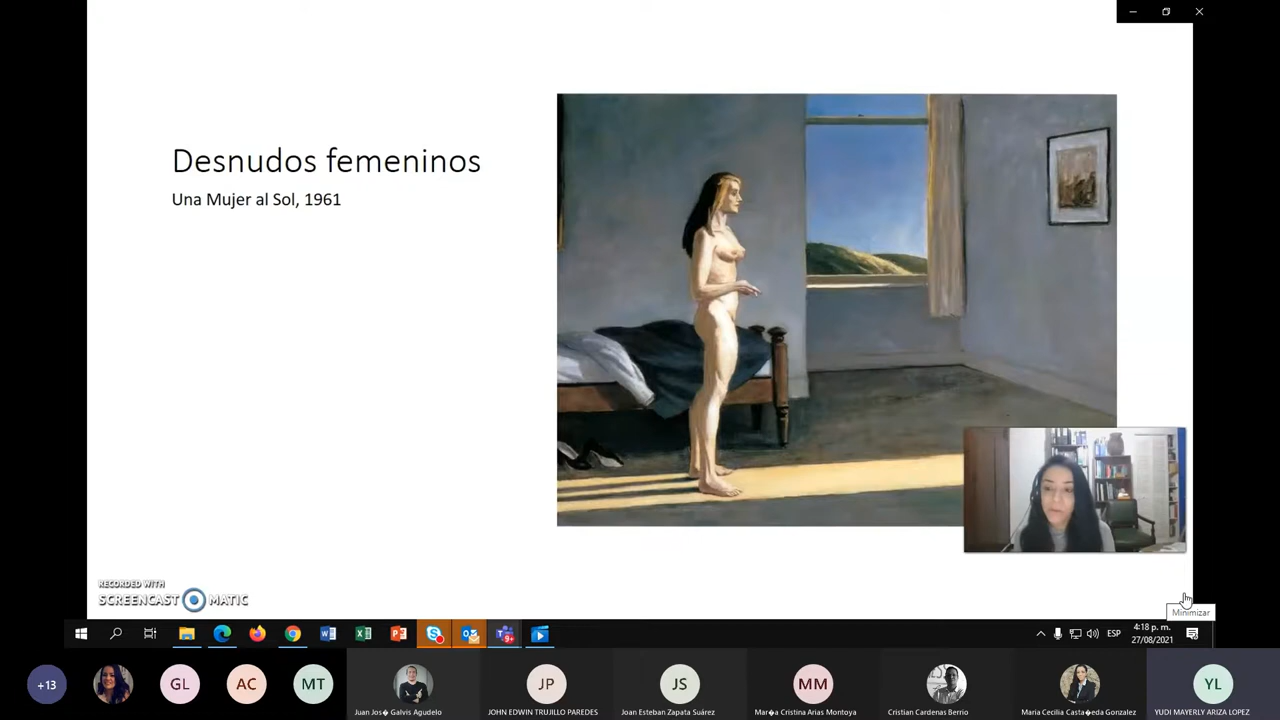 Desnudos femeninos
Una Mujer al Sol, 1961
RECORDED WITH
SCREENCAST MATIC
Minimizar
ESP
4:18 p. m.
27/08/2021
+13
GL
AC
MT
JP
JS
MM
YL
Juan Jos� Galvis Agudelo
JOHN EDWIN TRUJILLO PAREDES
Joan Esteban Zapata Suárez
Mar�a Cristina Arias Montoya
Cristian Cardenas Berrio
Maria Cecilia Casta�eda Gonzalez
YUDI MAYERLY ARIZA LOPEZ